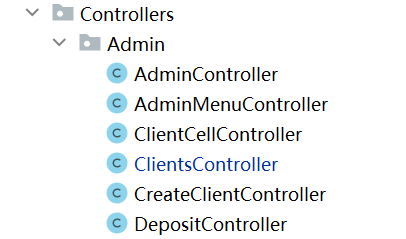 Controllers
Admin
C AdminController
C AdminMenuController
C ClientCellController
C ClientsController
C CreateClientController
C DepositController